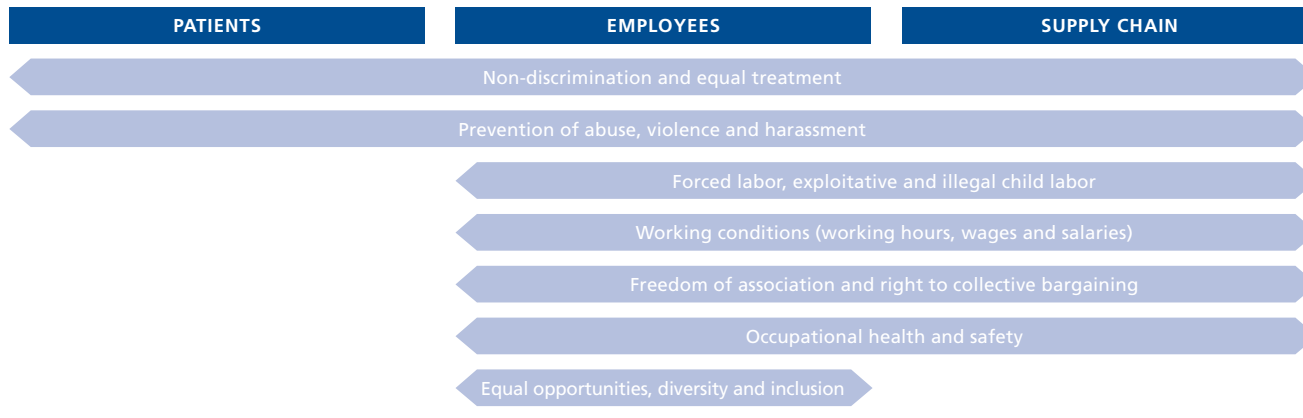 PATIENTS
EMPLOYEES
SUPPLY CHAIN
Non-discrimination and equal treatment
Prevention of abuse, violence and harassment
Forced labor, exploitative and illegal child labor
Working conditions (working hours, wages and salaries)
Freedom of association and right to collective bargaining
Occupational health and safety
Equal opportunities, diversity and inclusion